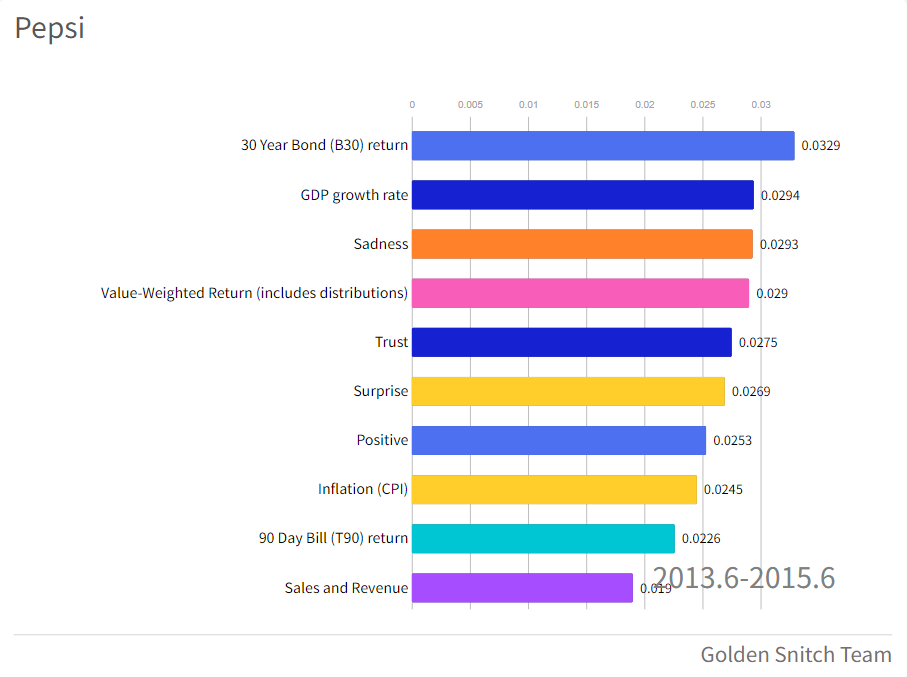 Pepsi
0 0.005 0.01 0.015 0.02 0.025 0.03
30 Year Bond (B30) return 0.0329
GDP growth rate 0.0294
Sadness 0.0293
Value-Weighted Return (includes distributions) 0.029
Trust 0.0275
Surprise 0.0269
Positive 0.0253
Inflation (CPI) 0.0245
90 Day Bill (T90) return 0.0226
2013.6-2015.6
Sales and Revenue 0.019
Golden Snitch Team